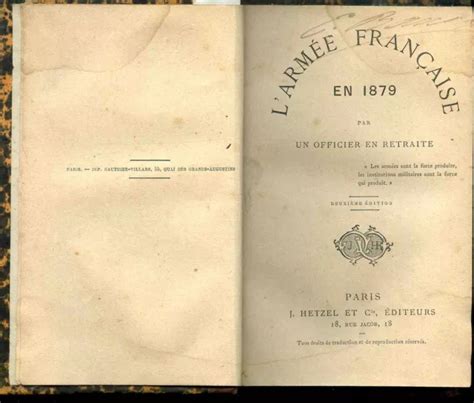 PARIS. — IMP. GAUTHIER-VILLARS, 55, QUAI DES GRANDS-AUGUSTINS
L'ARMÉE FRANÇAISE
EN 1879
PAR
UN OFFICIER EN RETRAITE
« Les armées sont la force produite,
les institutions militaires sont la force
qui produit. »
DEUXIÈME ÉDITION
J H
PARIS
J. HETZEL ET Cie, ÉDITEURS
18, RUE JACOB, 18
Tous droits de traduction et de reproduction réservés.